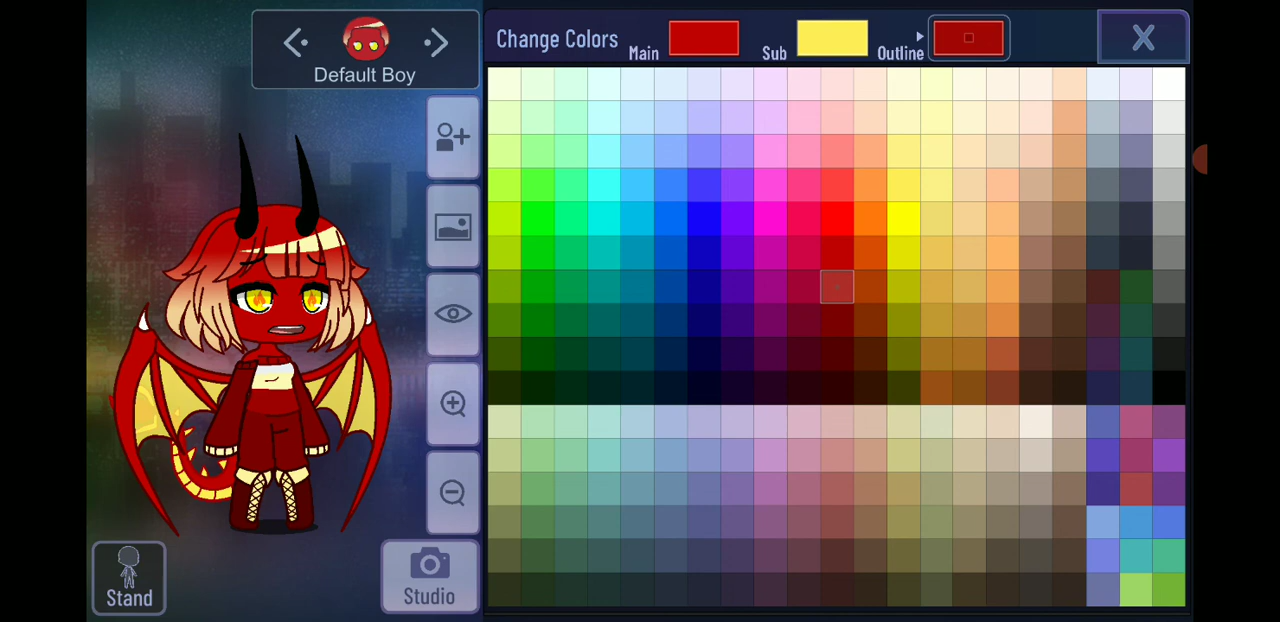 Default Boy
Change Colors
Main
Sub
Outline
X
Stand
Studio